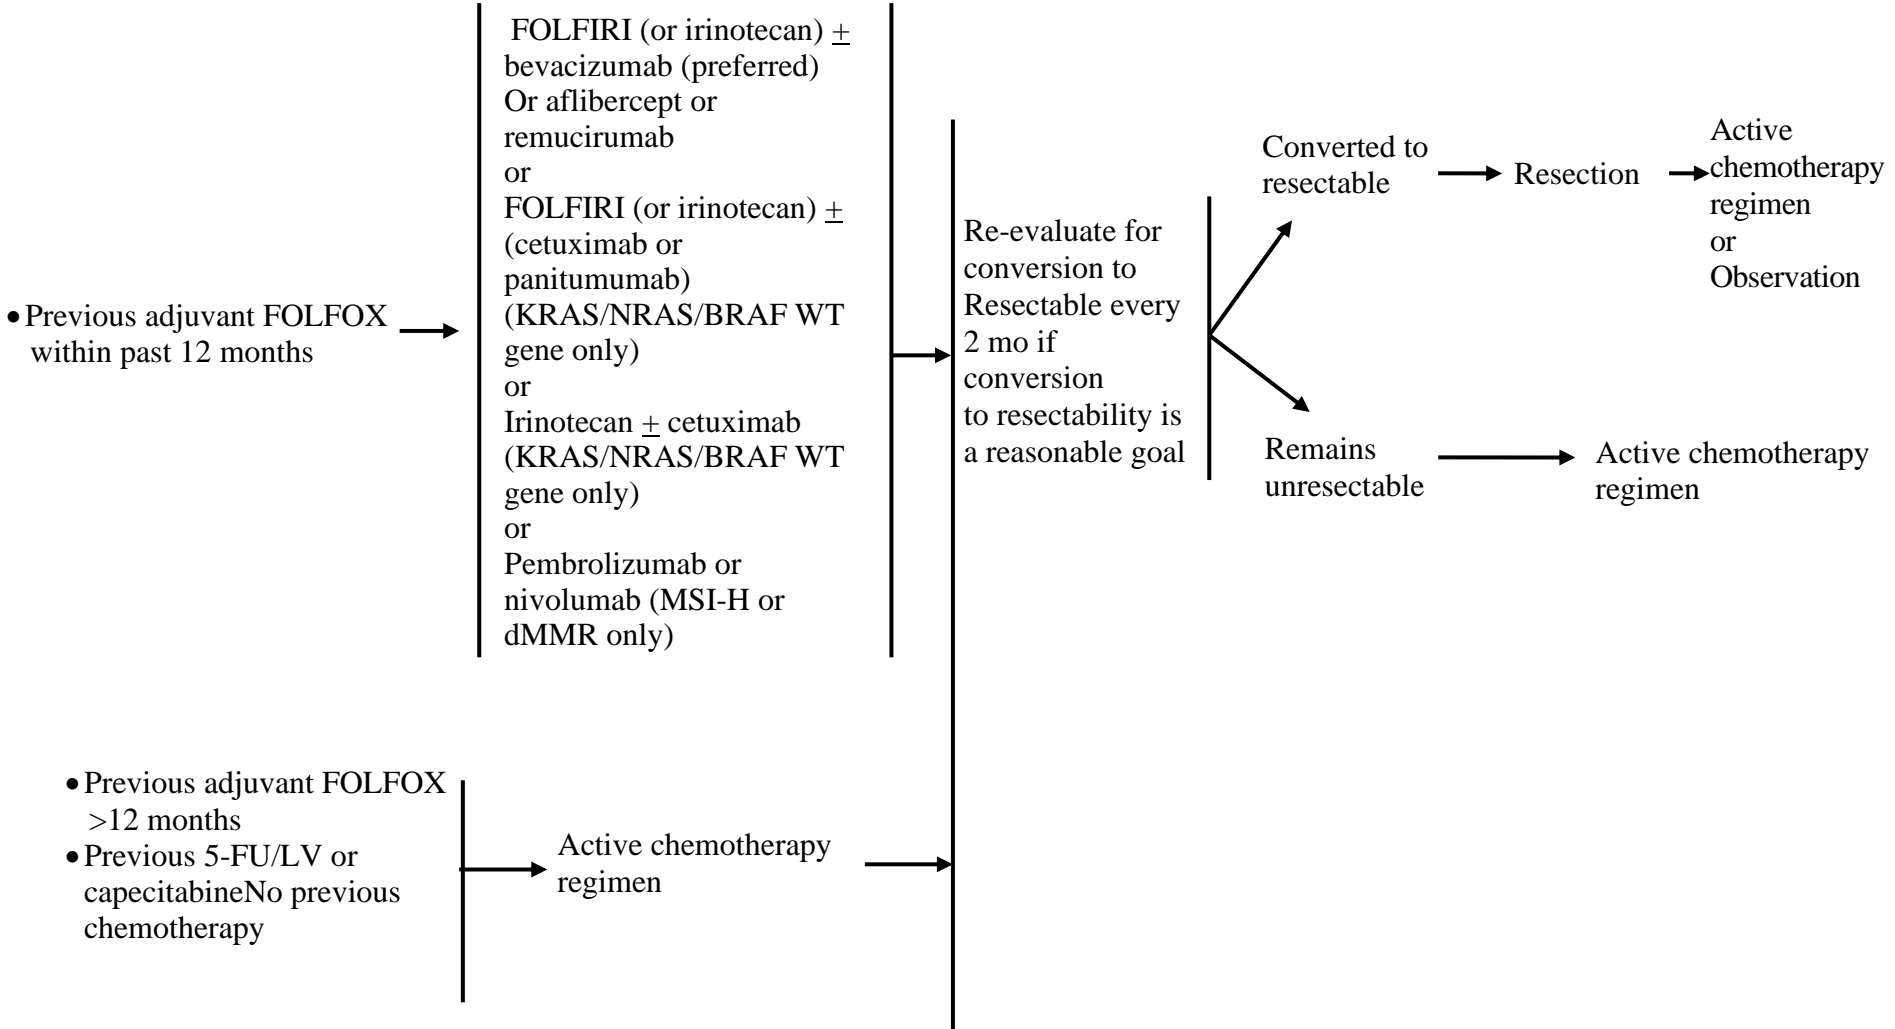 • Previous adjuvant FOLFOX
within past 12 months
FOLFIRI (or irinotecan) +
bevacizumab (preferred)
Or aflibercept or
remucirumab
or
FOLFIRI (or irinotecan) +
(cetuximab or
panitumumab)
(KRAS/NRAS/BRAF WT
gene only)
or
Irinotecan + cetuximab
(KRAS/NRAS/BRAF WT
gene only)
or
Pembrolizumab or
nivolumab (MSI-H or
dMMR only)
Re-evaluate for
conversion to
Resectable every
2 mo if
conversion
to resectability is
a reasonable goal
Converted to
resectable
Resection
Active
chemotherapy
regimen
or
Observation
Remains
unresectable
Active chemotherapy
regimen
• Previous adjuvant FOLFOX
>12 months
• Previous 5-FU/LV or
capecitabineNo previous
chemotherapy
Active chemotherapy
regimen